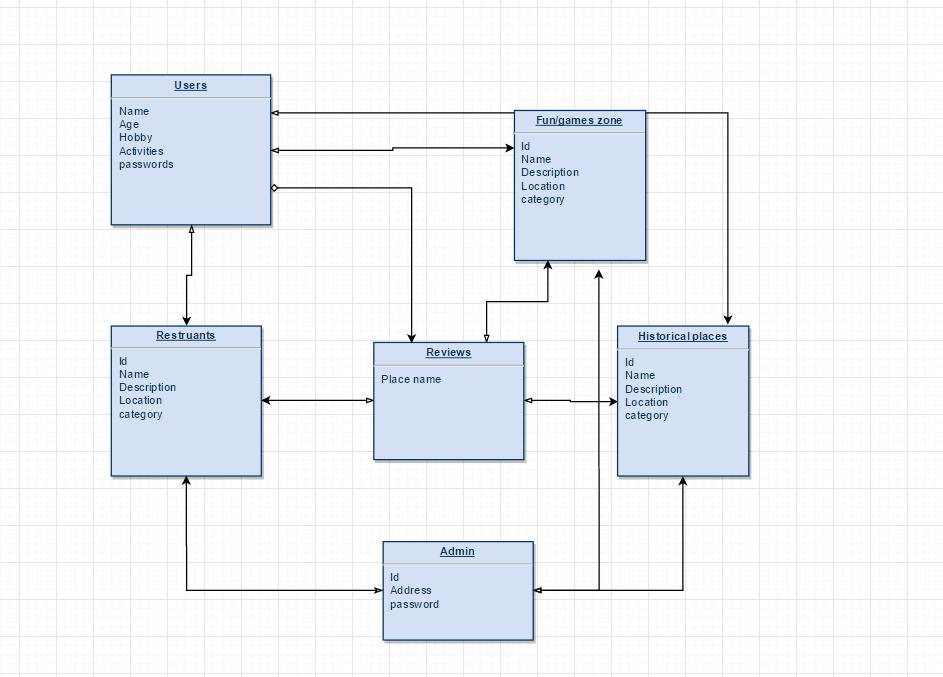 Users
Name
Age
Hobby
Activities
passwords
Fun/games zone
Id
Name
Description
Location
category
Restruants
Id
Name
Description
Location
category
Reviews
Place name
Historical places
Id
Name
Description
Location
category
Admin
Id
Address
password